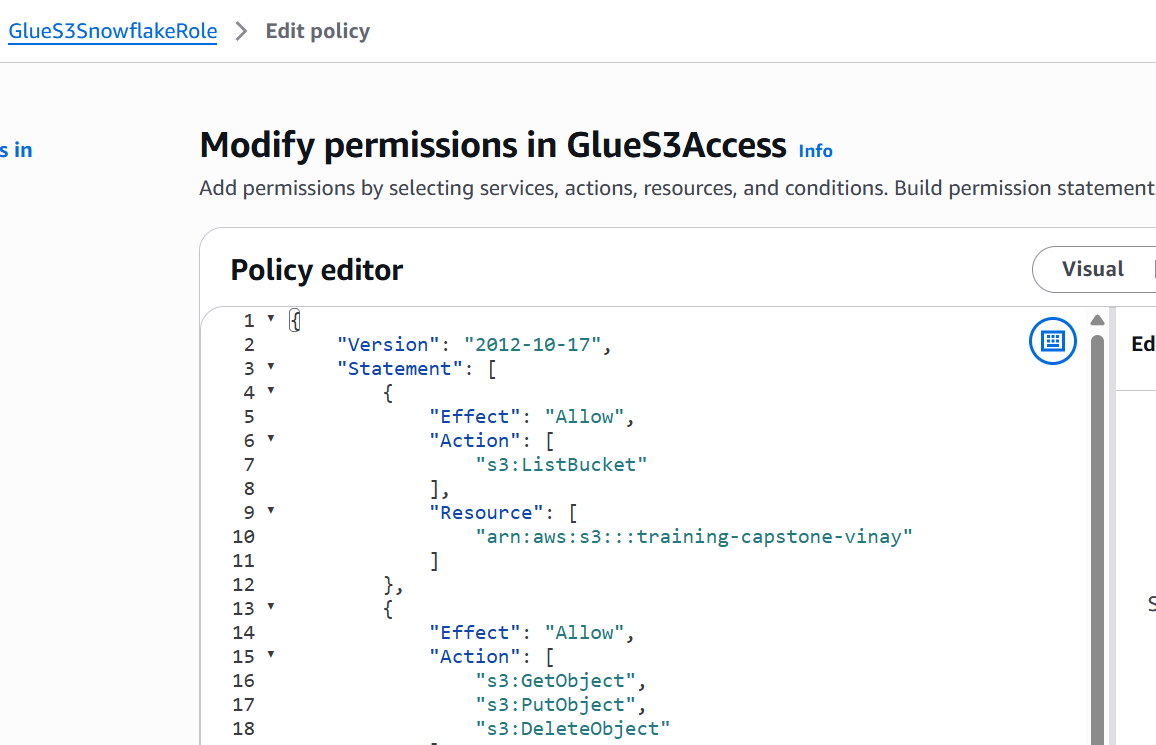 GlueS3SnowflakeRole > Edit policy
s in
Modify permissions in GlueS3Access Info
Add permissions by selecting services, actions, resources, and conditions. Build permission statement
Policy editor
Visual
Ed
1 {
2 "Version": "2012-10-17",
3 "Statement": [
4 {
5 "Effect": "Allow",
6 "Action": [
7 "s3:ListBucket"
8 ],
9 "Resource": [
10 "arn:aws:s3:::training-capstone-vinay"
11 ]
12 },
13 {
14 "Effect": "Allow",
15 "Action": [
16 "s3:GetObject",
17 "s3:PutObject",
18 "s3:DeleteObject"